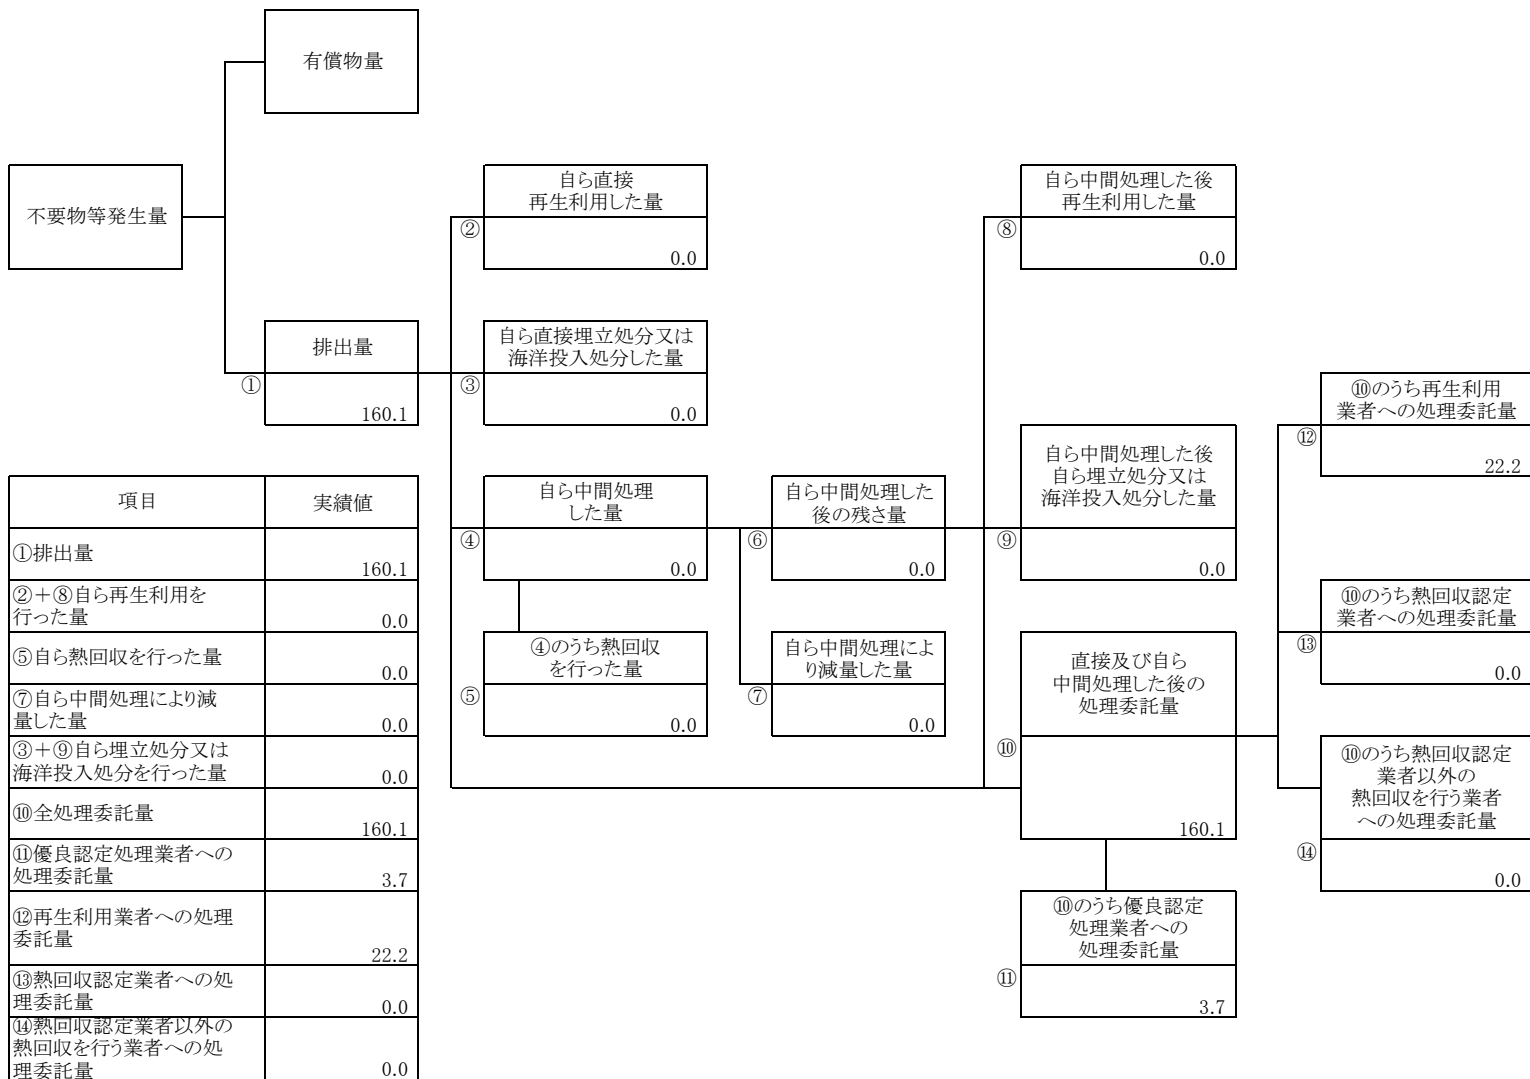 有償物量
不要物等発生量
自ら直接
再生利用した量
②
0.0
自ら中間処理した後
再生利用した量
⑧
0.0
排出量
①
160.1
自ら直接埋立処分又は
海洋投入処分した量
③
0.0
⑩のうち再生利用
業者への処理委託量
⑫
22.2
自ら中間処理
した量
④
0.0
自ら中間処理した
後の残さ量
⑥
0.0
自ら中間処理した後
自ら埋立処分又は
海洋投入処分した量
⑨
0.0
⑩のうち熱回収認定
業者への処理委託量
⑬
0.0
④のうち熱回収
を行った量
⑤
0.0
自ら中間処理によ
り減量した量
⑦
0.0
直接及び自ら
中間処理した後の
処理委託量
⑩
160.1
⑩のうち熱回収認定
業者以外の
熱回収を行う業者
への処理委託量
⑭
0.0
⑩のうち優良認定
処理業者への
処理委託量
⑪
3.7
項目 実績値
①排出量
160.1
②+⑧自ら再生利用を
行った量 0.0
⑤自ら熱回収を行った量
0.0
⑦自ら中間処理により減
量した量 0.0
③+⑨自ら埋立処分又は
海洋投入処分を行った量 0.0
⑩全処理委託量
160.1
⑪優良認定処理業者への
処理委託量 3.7
⑫再生利用業者への処理
委託量
22.2
⑬熱回収認定業者への処
理委託量 0.0
⑭熱回収認定業者以外の
熱回収を行う業者への処
理委託量 0.0